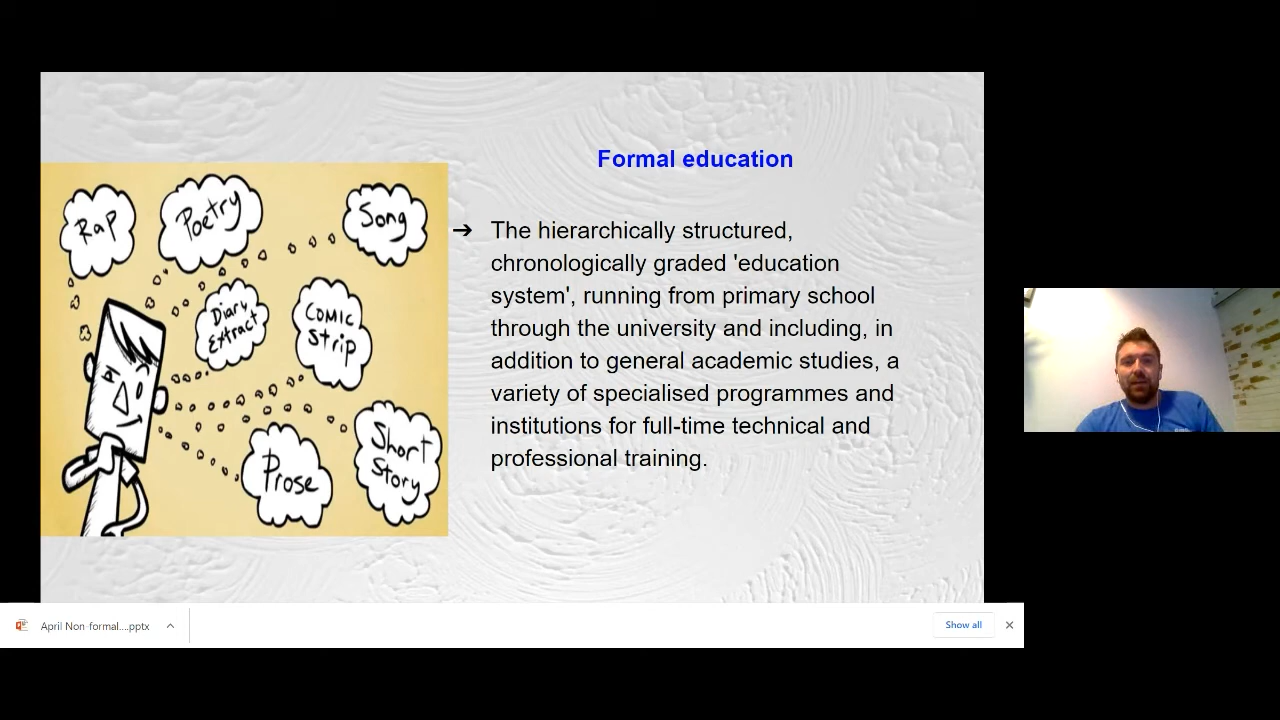 Formal education
➔ The hierarchically structured,
chronologically graded 'education
system', running from primary school
through the university and including, in
addition to general academic studies, a
variety of specialised programmes and
institutions for full-time technical and
professional training.
Rap
Poetry
Song
Diary
Extract
COMIC
Strip
Prose
Short
Story
April Non-formal....pptx
Show all